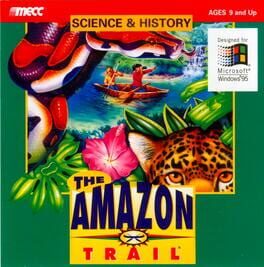 mecc
SCIENCE & HISTORY
AGES 9 and Up
Designed for
Microsoft®
Windows®95
THE
AMAZON
TRAIL